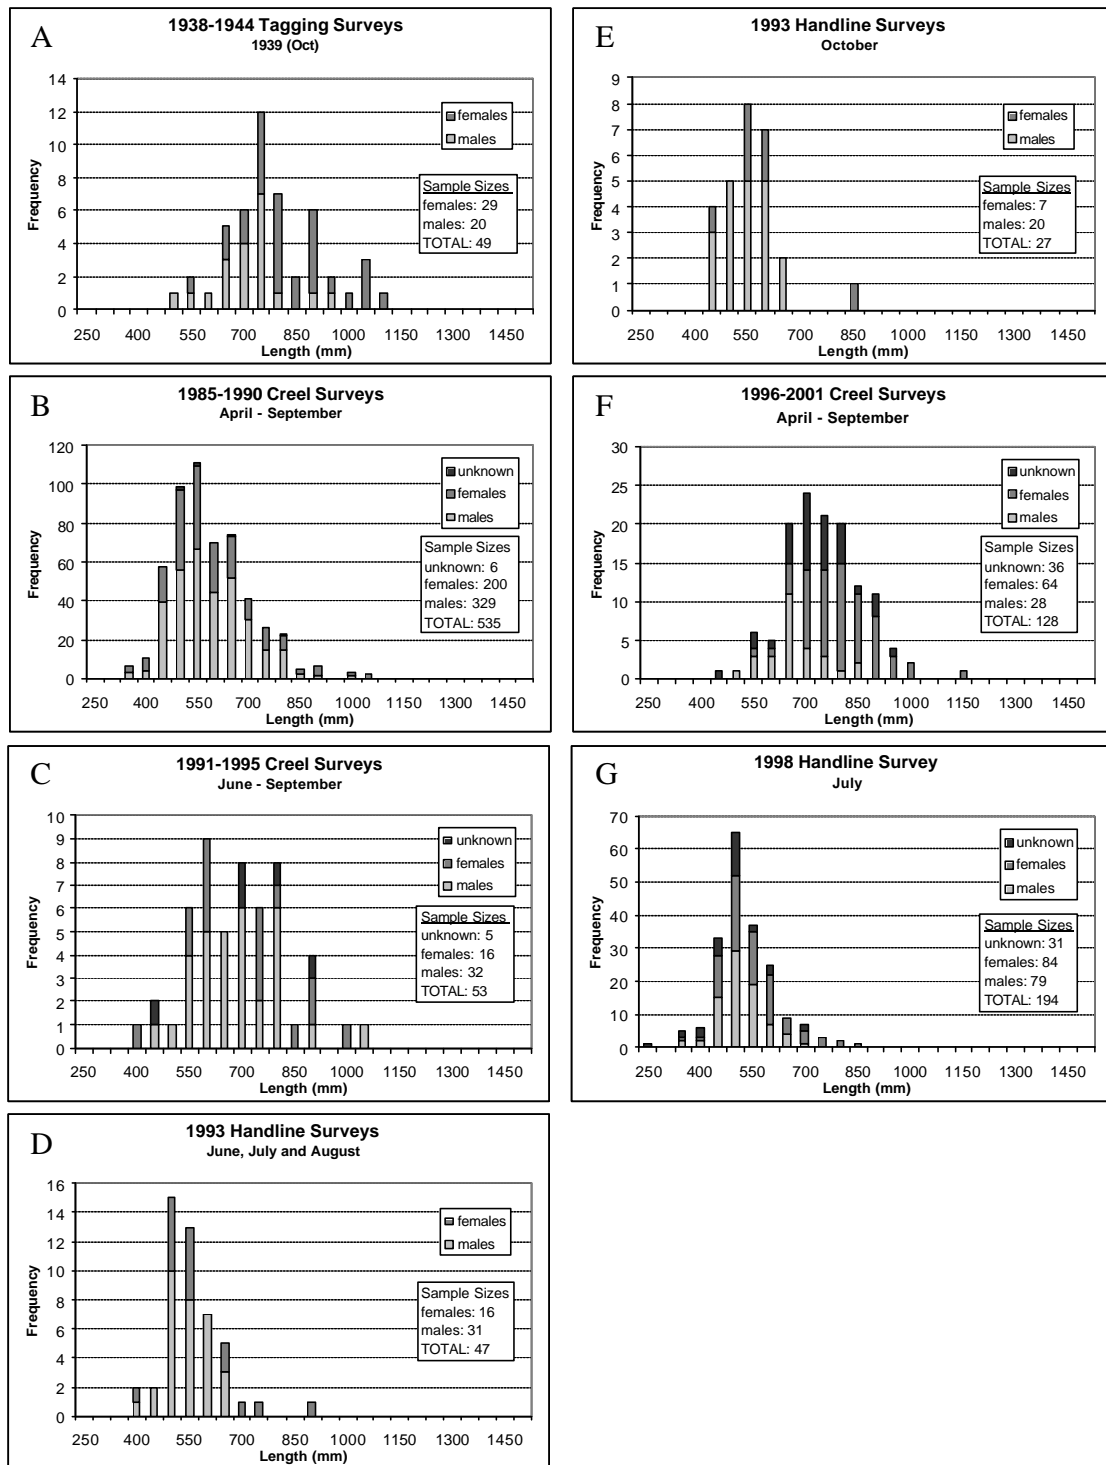 A
1938-1944 Tagging Surveys
1939 (Oct)
14
12
10
8
6
4
2
0
Frequency
females
males
Sample Sizes
females: 29
males: 20
TOTAL: 49
250 400 550 700 850 1000 1150 1300 1450
Length (mm)
B
1985-1990 Creel Surveys
April - September
120
100
80
60
40
20
0
Frequency
unknown
females
males
Sample Sizes
unknown: 6
females: 200
males: 329
TOTAL: 535
250 400 550 700 850 1000 1150 1300 1450
Length (mm)
C
1991-1995 Creel Surveys
June - September
10
9
8
7
6
5
4
3
2
1
0
Frequency
unknown
females
males
Sample Sizes
unknown: 5
females: 16
males: 32
TOTAL: 53
250 400 550 700 850 1000 1150 1300 1450
Length (mm)
D
1993 Handline Surveys
June, July and August
16
14
12
10
8
6
4
2
0
Frequency
females
males
Sample Sizes
females: 16
males: 31
TOTAL: 47
250 400 550 700 850 1000 1150 1300 1450
Length (mm)
E
1993 Handline Surveys
October
9
8
7
6
5
4
3
2
1
0
Frequency
females
males
Sample Sizes
females: 7
males: 20
TOTAL: 27
250 400 550 700 850 1000 1150 1300 1450
Length (mm)
F
1996-2001 Creel Surveys
April - September
30
25
20
15
10
5
0
Frequency
unknown
females
males
Sample Sizes
unknown: 36
females: 64
males: 28
TOTAL: 128
250 400 550 700 850 1000 1150 1300 1450
Length (mm)
G
1998 Handline Survey
July
70
60
50
40
30
20
10
0
Frequency
unknown
females
males
Sample Sizes
unknown: 31
females: 84
males: 79
TOTAL: 194
250 400 550 700 850 1000 1150 1300 1450
Length (mm)